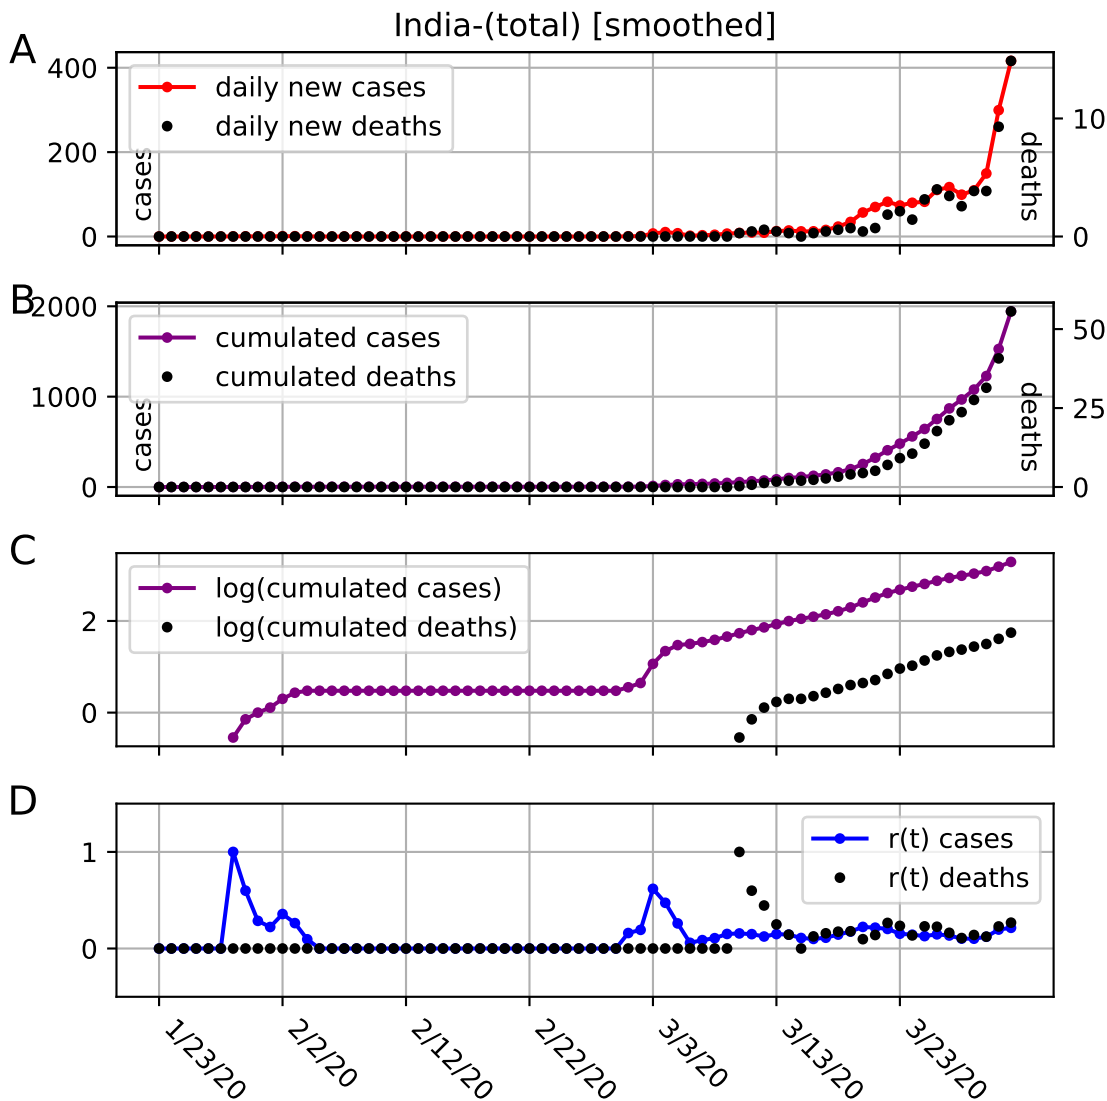 India-(total) [smoothed]
A
400
200
0
cases
daily new cases
daily new deaths
10
0
deaths
B
2000
1000
0
cases
cumulated cases
cumulated deaths
50
25
0
deaths
C
2
0
log(cumulated cases)
log(cumulated deaths)
D
1
0
r(t) cases
r(t) deaths
1/23/20
2/2/20
2/12/20
2/22/20
3/3/20
3/13/20
3/23/20